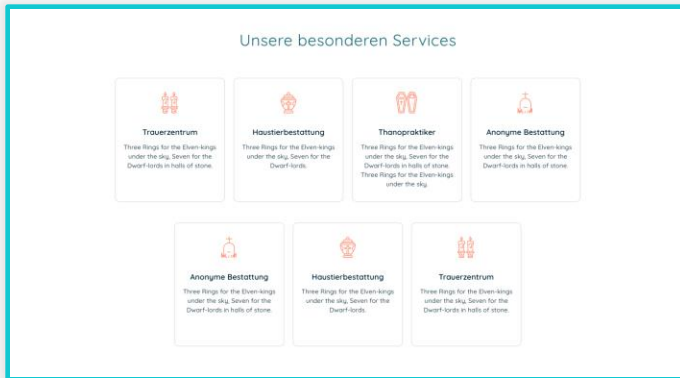 Unsere besonderen Services
Trauerzentrum
Three Rings for the Elven-kings
under the sky, Seven for the
Dwarf-lords in halls of stone.
Haustierbestattung
Three Rings for the Elven-kings
under the sky, Seven for the
Dwarf-lords.
Thanopraktiker
Three Rings for the Elven-kings
under the sky, Seven for the
Dwarf-lords in halls of stone.
Three Rings for the Elven-kings
under the sky.
Anonyme Bestattung
Three Rings for the Elven-kings
under the sky, Seven for the
Dwarf-lords in halls of stone.
Anonyme Bestattung
Three Rings for the Elven-kings
under the sky, Seven for the
Dwarf-lords in halls of stone.
Haustierbestattung
Three Rings for the Elven-kings
under the sky, Seven for the
Dwarf-lords.
Trauerzentrum
Three Rings for the Elven-kings
under the sky, Seven for the
Dwarf-lords in halls of stone.